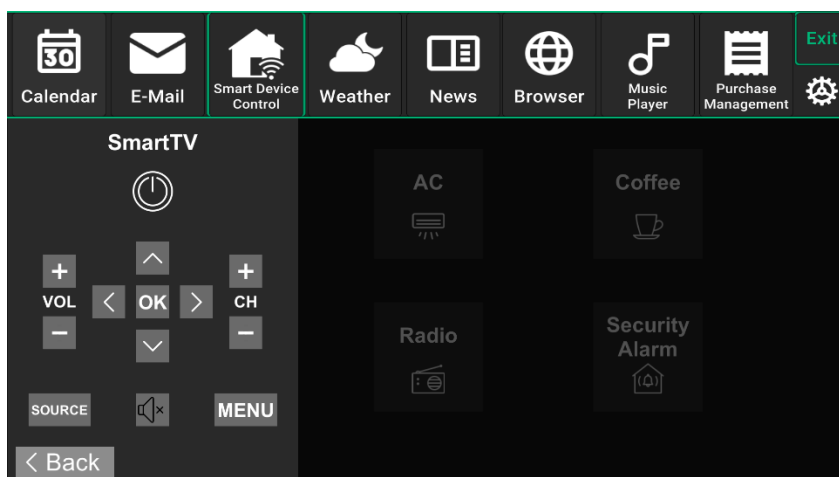 30
Calendar
E-Mail
Smart Device
Control
Weather
News
Browser
Music
Player
Purchase
Management
Exit
SmartTV
+
+
VOL
< OK >
CH
−
−
SOURCE
MENU
< Back
AC
Coffee
Radio
Security
Alarm